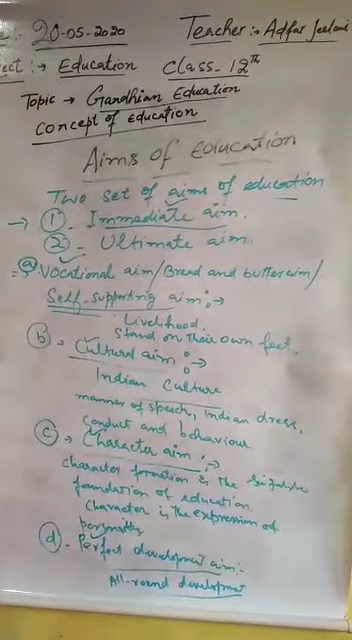 e:- 20-05-2020 Teacher:- Adfar Jeelani
ect:→ Education Class-12th
Topic → Gandhian Education
Concept of education
Aims of Education
Two set of aims of education
→ ① - Immediate aim.
② - Ultimate aim.
ⓐ. Vocational aim/Bread and butter aim/
Self-supporting aim:→
Livelihood.
Stand on their own feet.
ⓑ. Cultural aim:→
Indian Culture
manner of speech, Indian dress,
Conduct and behaviour.
ⓒ → Character aim:→
character formation is the
foundation of education.
Character is the expression of
personality
ⓓ - Perfect development aim:-
All-round development